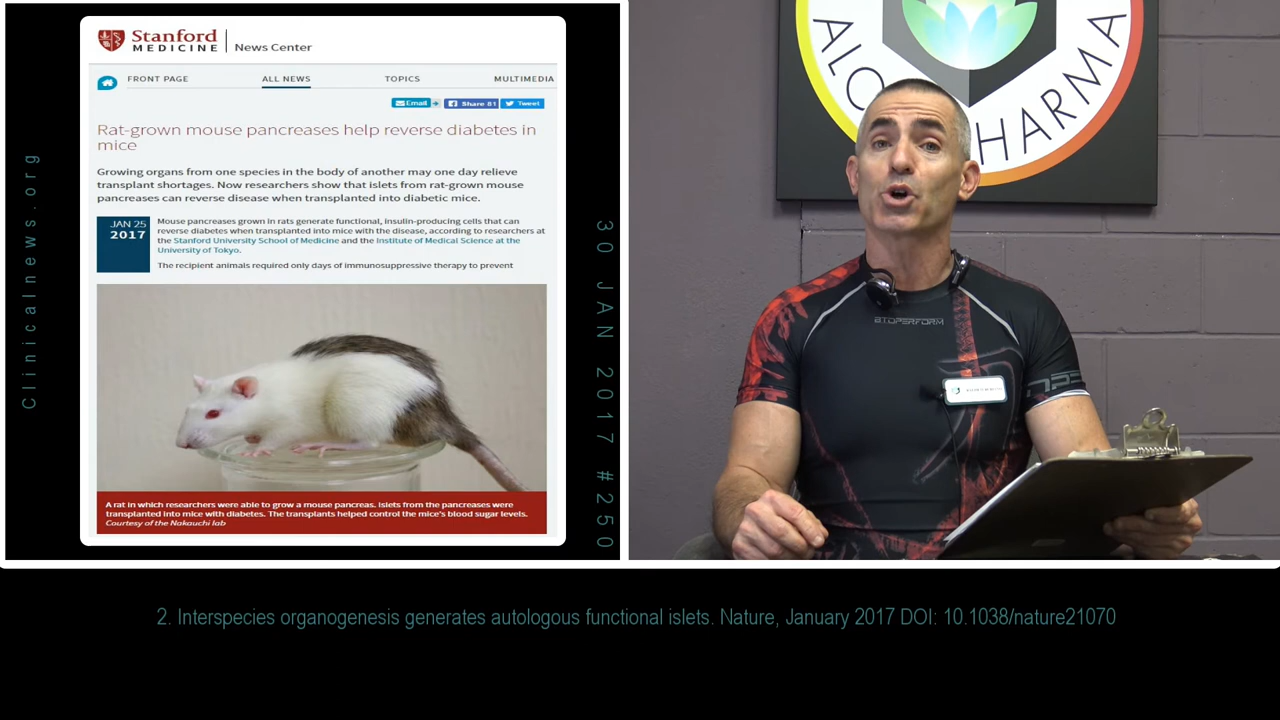 Stanford
MEDICINE
News Center
FRONT PAGE ALL NEWS TOPICS MULTIMEDIA
Email Share 81 Tweet
Rat-grown mouse pancreases help reverse diabetes in
mice
Growing organs from one species in the body of another may one day relieve
transplant shortages. Now researchers show that islets from rat-grown mouse
pancreases can reverse disease when transplanted into diabetic mice.
JAN 25
2017
Mouse pancreases grown in rats generate functional, insulin-producing cells that can
reverse diabetes when transplanted into mice with the disease, according to researchers at
the Stanford University School of Medicine and the Institute of Medical Science at the
University of Tokyo.
The recipient animals required only days of immunosuppressive therapy to prevent
A rat in which researchers were able to grow a mouse pancreas. Islets from the pancreases were
transplanted into mice with diabetes. The transplants helped control the mice's blood sugar levels.
Courtesy of the Nakauchi lab
Clinicalnews.org
30 JAN 2017 #250
BTOPERFORM
2. Interspecies organogenesis generates autologous functional islets. Nature, January 2017 DOI: 10.1038/nature21070